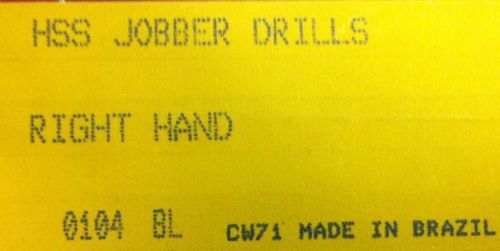 HSS JOBBER DRILLS
RIGHT HAND
0104 BL CW71 MADE IN BRAZIL